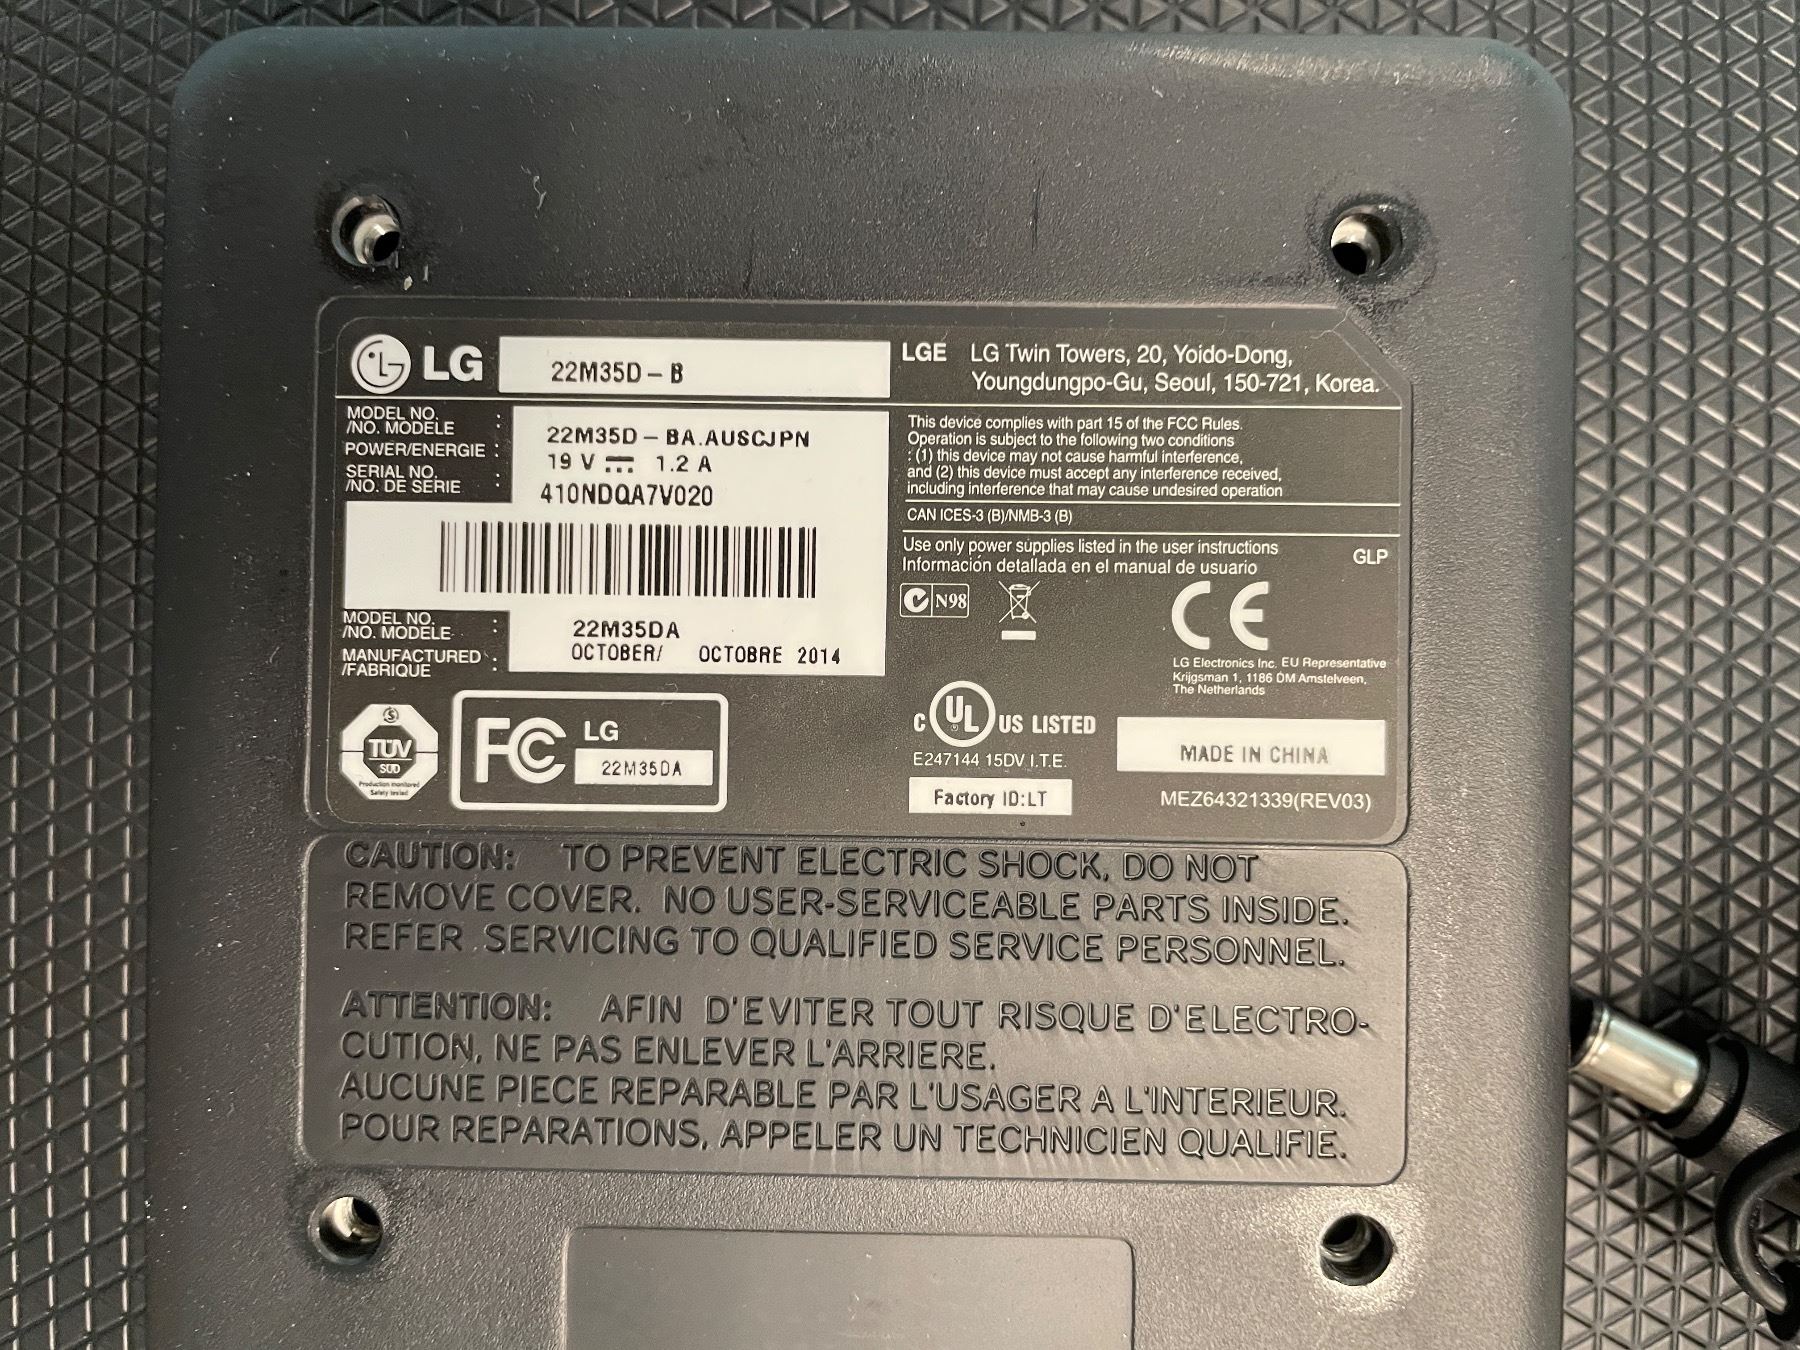 LG 22M35D-B
LGE LG Twin Towers, 20, Yoido-Dong,
Youngdungpo-Gu, Seoul, 150-721, Korea.
MODEL NO.
/NO. MODELE : 22M35D-BA.AUSCJPN
POWER/ENERGIE : 19 V 1.2 A
SERIAL NO.
/NO. DE SERIE : 410NDQA7V020
MODEL NO.
/NO. MODELE : 22M35DA
MANUFACTURED
/FABRIQUE : OCTOBER/ OCTOBRE 2014
This device complies with part 15 of the FCC Rules.
Operation is subject to the following two conditions
: (1) this device may not cause harmful interference,
and (2) this device must accept any interference received,
including interference that may cause undesired operation
CAN ICES-3 (B)/NMB-3 (B)
Use only power supplies listed in the user instructions
Información detallada en el manual de usuario
GLP
N98
CE
LG Electronics Inc. EU Representative
Krijgsman 1, 1186 DM Amstelveen,
The Netherlands
S
TÜV
SÜD
Production monitored
Safety tested
FC LG
22M35DA
C UL US LISTED
E247144 15DV I.T.E.
Factory ID:LT
MADE IN CHINA
MEZ64321339(REV03)
CAUTION: TO PREVENT ELECTRIC SHOCK, DO NOT
REMOVE COVER. NO USER-SERVICEABLE PARTS INSIDE.
REFER SERVICING TO QUALIFIED SERVICE PERSONNEL.
ATTENTION: AFIN D'EVITER TOUT RISQUE D'ELECTRO-
CUTION, NE PAS ENLEVER L'ARRIERE.
AUCUNE PIECE REPARABLE PAR L'USAGER A L'INTERIEUR.
POUR REPARATIONS, APPELER UN TECHNICIEN QUALIFIE.